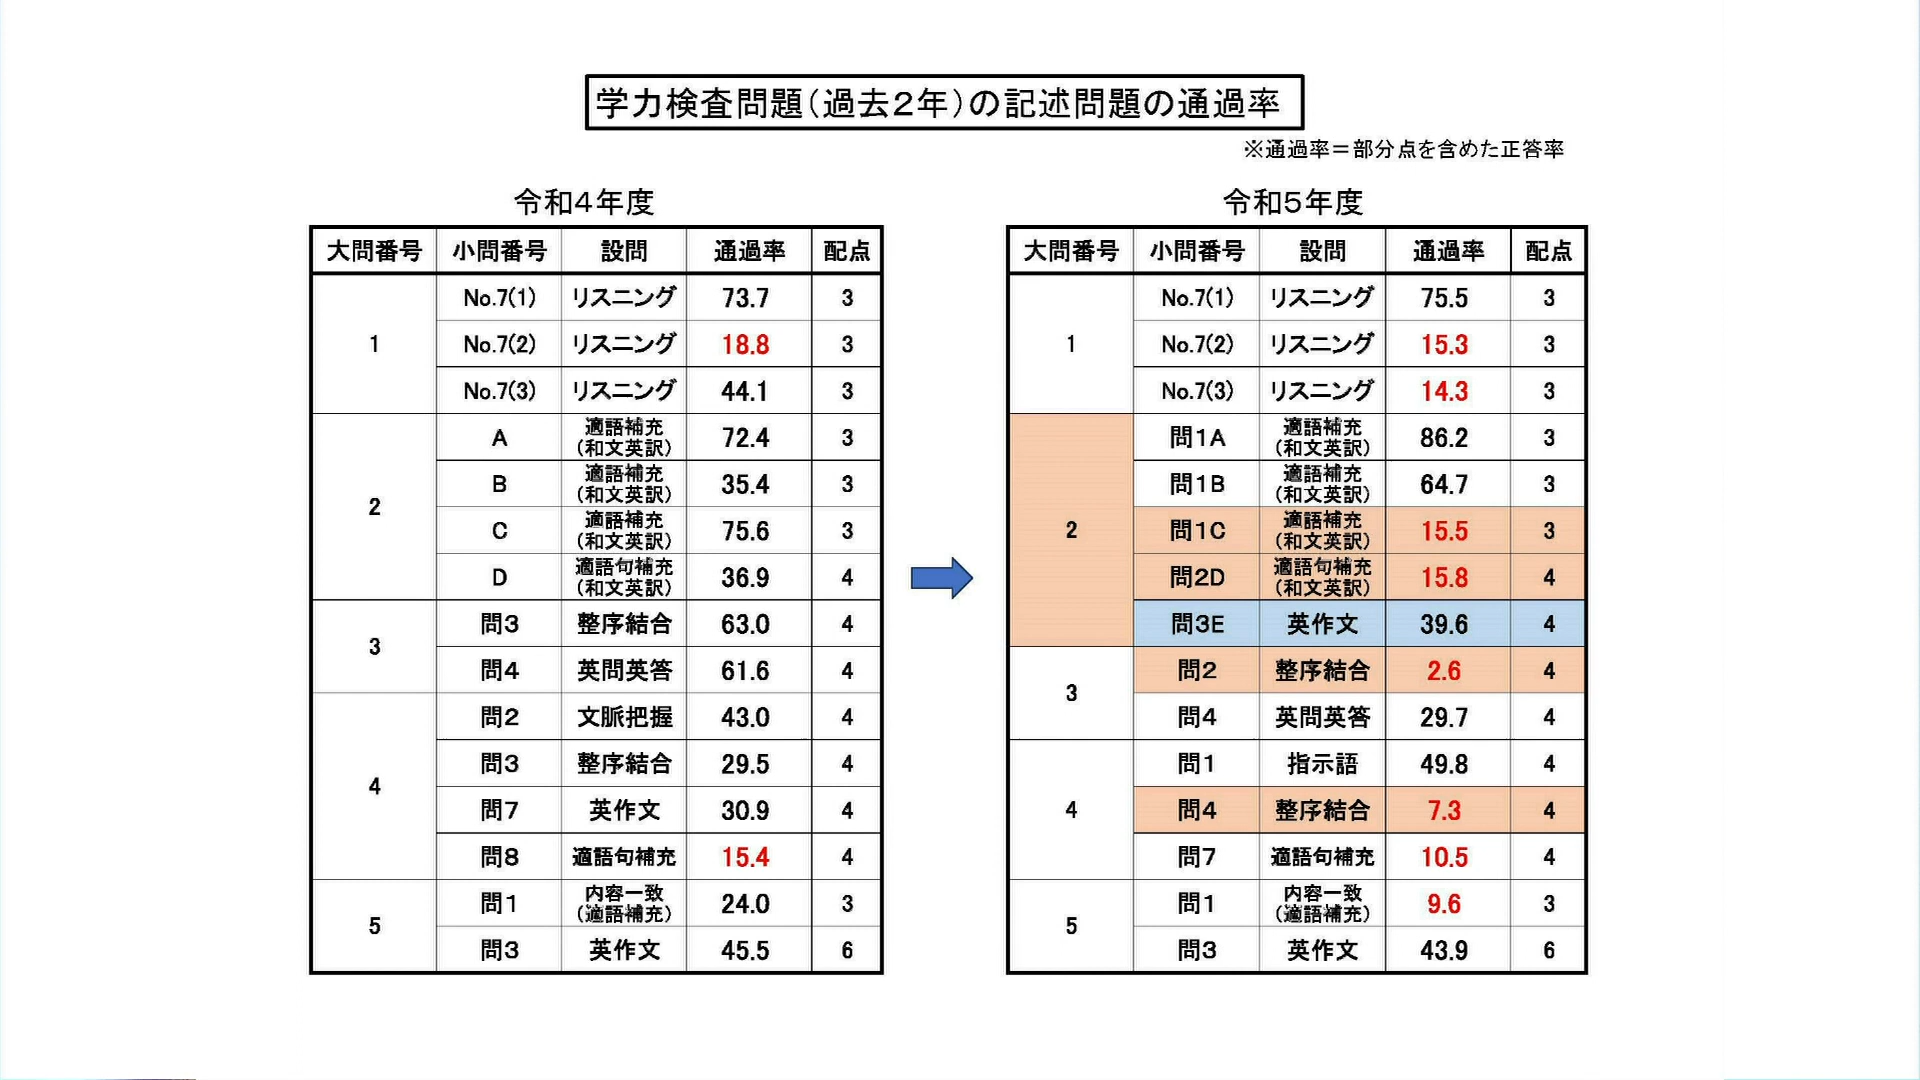 学力検査問題(過去2年)の記述問題の通過率
※通過率=部分点を含めた正答率
令和4年度
大問番号 小問番号 設問 通過率 配点
1 No.7(1) リスニング 73.7 3
No.7(2) リスニング 18.8 3
No.7(3) リスニング 44.1 3
2 A 適語補充(和文英訳) 72.4 3
B 適語補充(和文英訳) 35.4 3
C 適語補充(和文英訳) 75.6 3
D 適語句補充(和文英訳) 36.9 4
3 問3 整序結合 63.0 4
問4 英問英答 61.6 4
4 問2 文脈把握 43.0 4
問3 整序結合 29.5 4
問7 英作文 30.9 4
問8 適語句補充 15.4 4
5 問1 内容一致(適語補充) 24.0 3
問3 英作文 45.5 6
令和5年度
大問番号 小問番号 設問 通過率 配点
1 No.7(1) リスニング 75.5 3
No.7(2) リスニング 15.3 3
No.7(3) リスニング 14.3 3
2 問1A 適語補充(和文英訳) 86.2 3
問1B 適語補充(和文英訳) 64.7 3
問1C 適語補充(和文英訳) 15.5 3
問2D 適語句補充(和文英訳) 15.8 4
問3E 英作文 39.6 4
3 問2 整序結合 2.6 4
問4 英問英答 29.7 4
4 問1 指示語 49.8 4
問4 整序結合 7.3 4
問7 適語句補充 10.5 4
5 問1 内容一致(適語補充) 9.6 3
問3 英作文 43.9 6